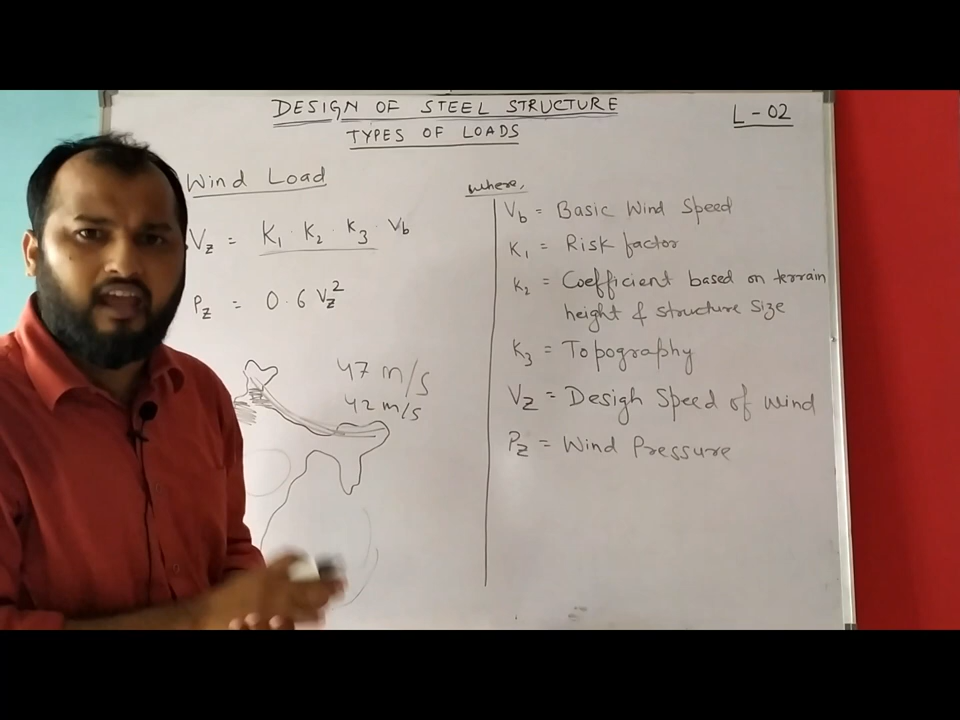 DESIGN OF STEEL STRUCTURE
TYPES OF LOADS
L-02
Wind Load
Vz = K1 · K2 · K3 · Vb
Pz = 0.6 Vz²
47 m/s
42 m/s
where,
Vb = Basic Wind Speed
K1 = Risk factor
K2 = Coefficient based on terrain
height & structure size
K3 = Topography
Vz = Desigh Speed of wind
Pz = Wind Pressure